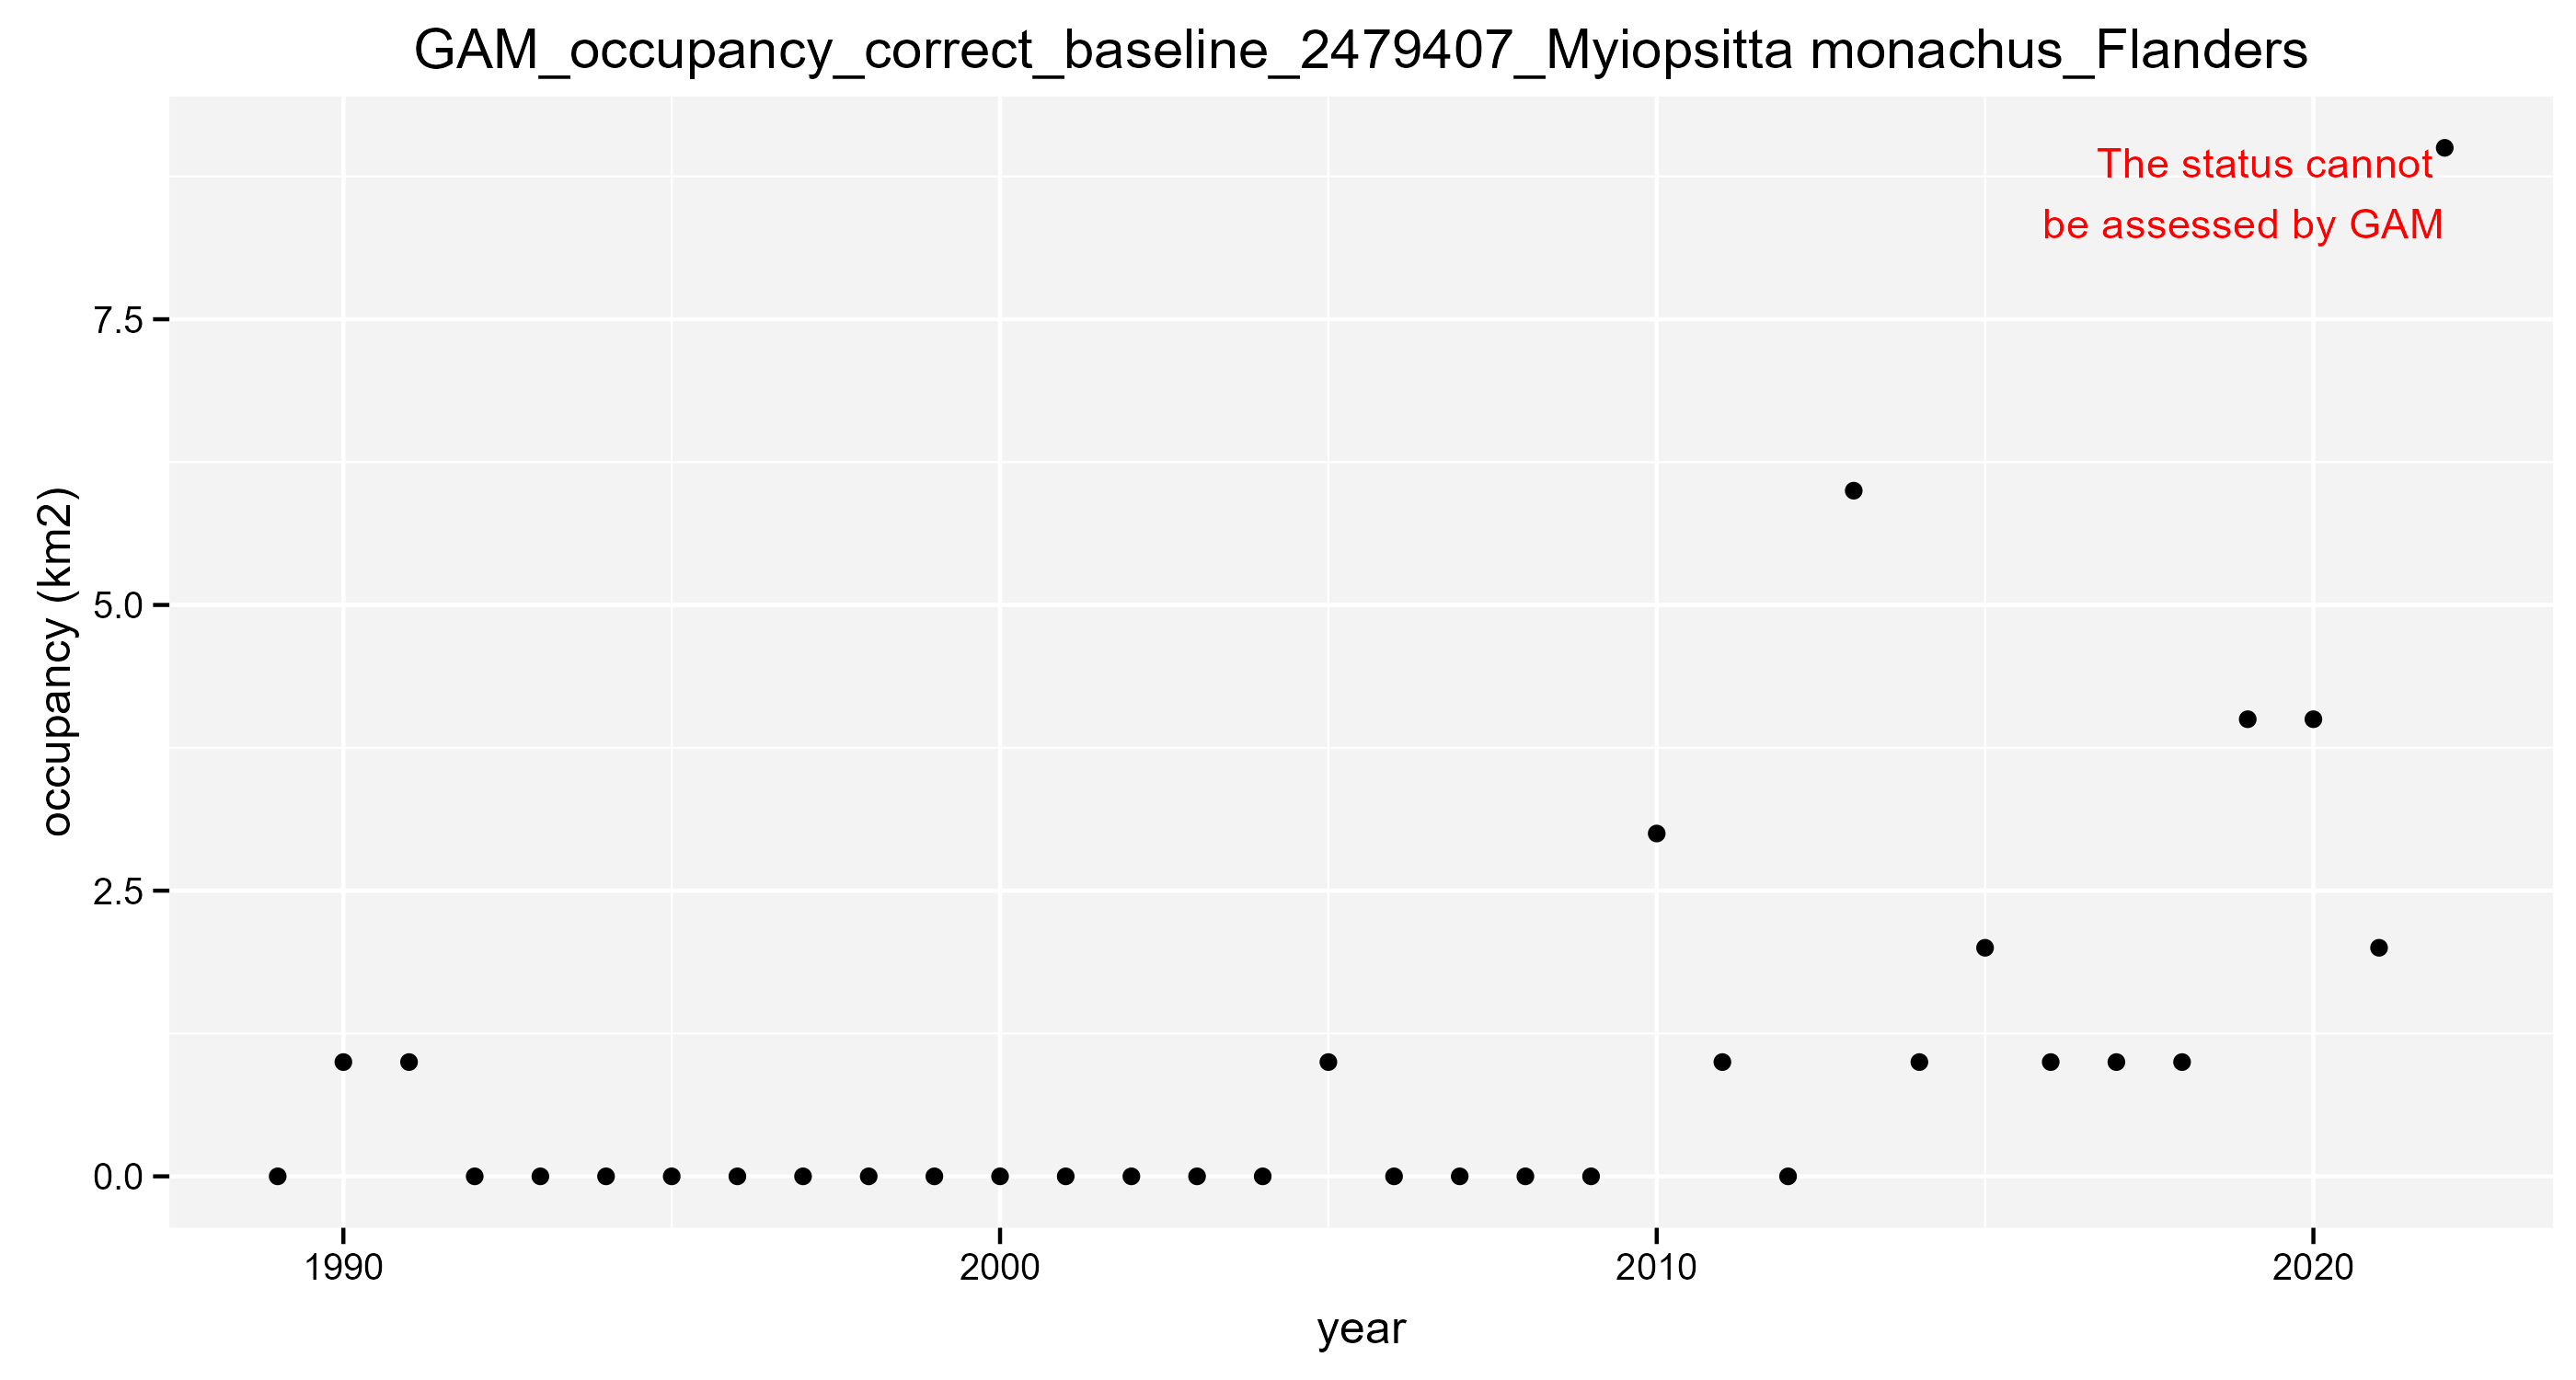 GAM_occupancy_correct_baseline_2479407_Myiopsitta monachus_Flanders
The status cannot
be assessed by GAM
7.5
5.0
2.5
0.0
occupancy (km2)
1990 2000 2010 2020
year